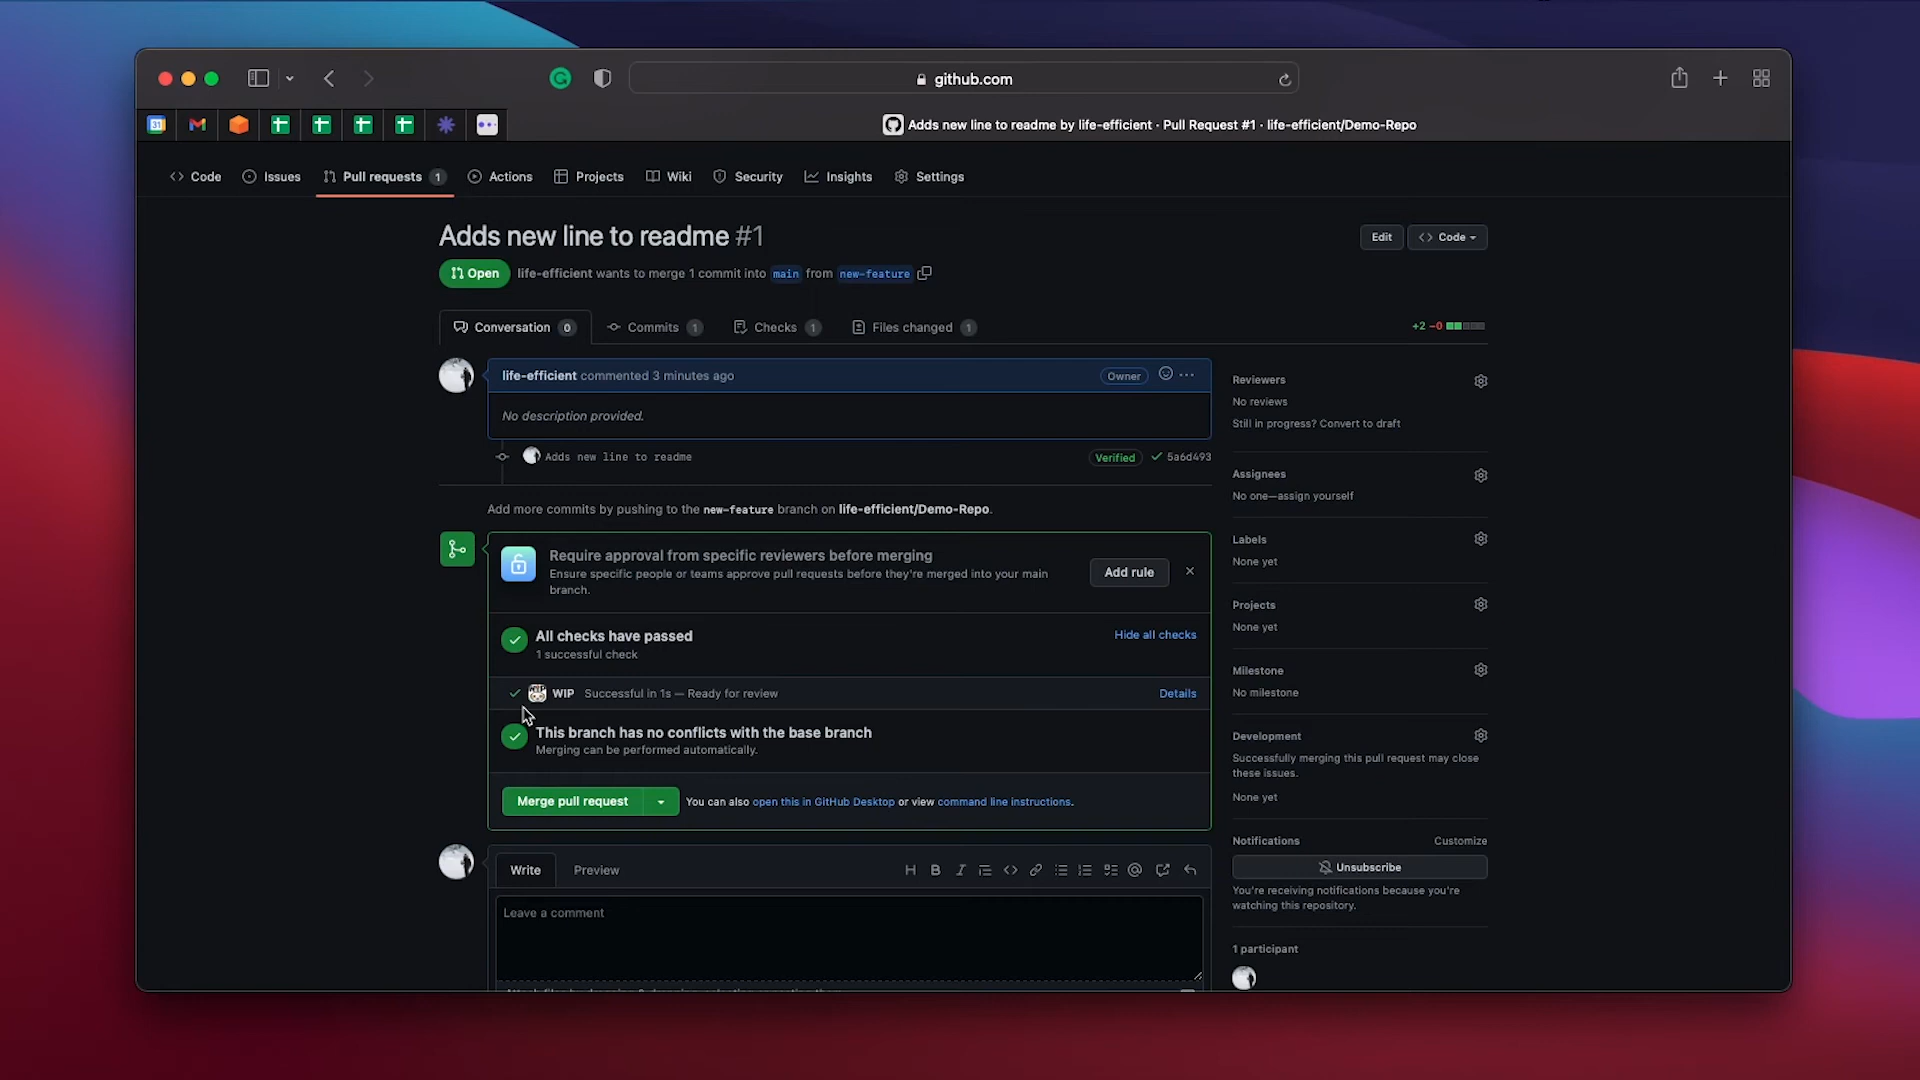 github.com
31
Adds new line to readme by life-efficient · Pull Request #1 · life-efficient/Demo-Repo
Code Issues Pull requests 1 Actions Projects Wiki Security Insights Settings
Adds new line to readme #1
Edit Code
Open life-efficient wants to merge 1 commit into main from new-feature
Conversation 0 Commits 1 Checks 1 Files changed 1 +2 −0
life-efficient commented 3 minutes ago Owner
No description provided.
Adds new line to readme Verified 5a6d493
Add more commits by pushing to the new-feature branch on life-efficient/Demo-Repo.
Require approval from specific reviewers before merging
Ensure specific people or teams approve pull requests before they're merged into your main
branch.
Add rule
All checks have passed
1 successful check
Hide all checks
WIP Successful in 1s — Ready for review Details
This branch has no conflicts with the base branch
Merging can be performed automatically.
Merge pull request You can also open this in GitHub Desktop or view command line instructions.
Write Preview
Leave a comment
Reviewers
No reviews
Still in progress? Convert to draft
Assignees
No one—assign yourself
Labels
None yet
Projects
None yet
Milestone
No milestone
Development
Successfully merging this pull request may close
these issues.
None yet
Notifications Customize
Unsubscribe
You're receiving notifications because you're
watching this repository.
1 participant